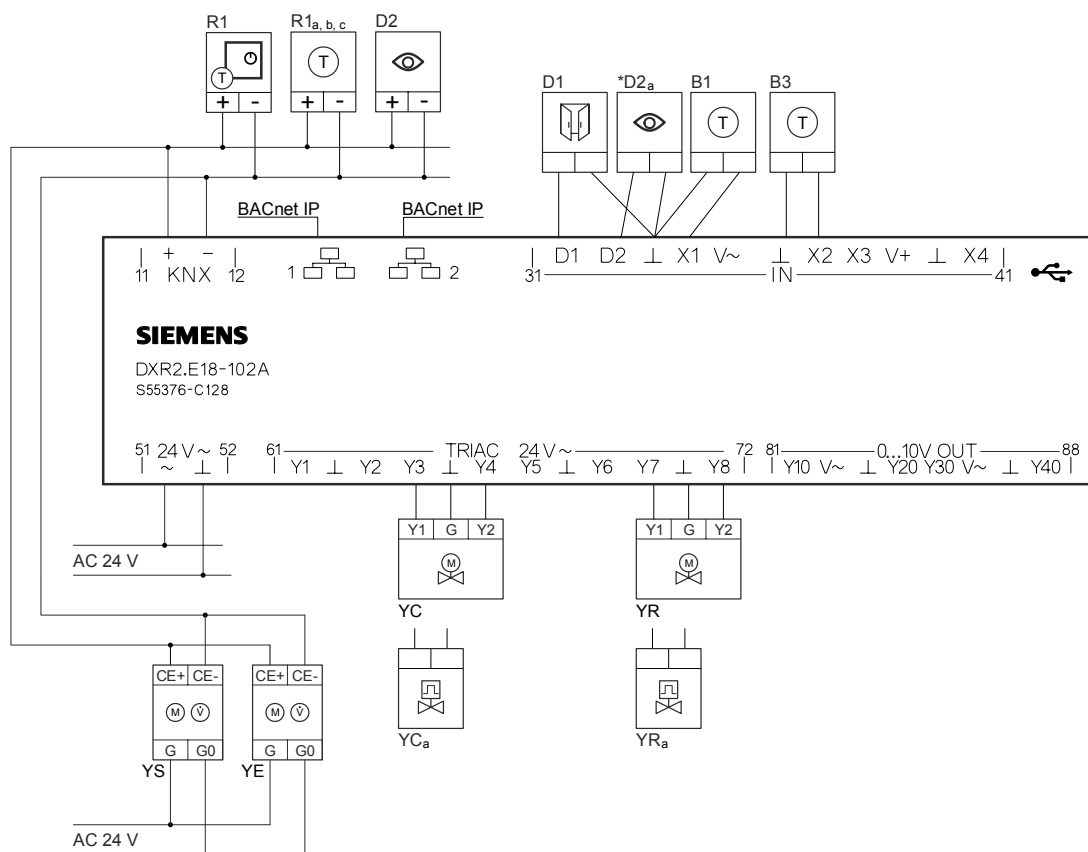 R1 R1a, b, c D2
+ - + - + -
D1 *D2a B1 B3
T T T T
BACnet IP BACnet IP
+ - 1 2 D1 D2 ⊥ X1 V~ ⊥ X2 X3 V+ ⊥ X4
11 KNX 12 31 IN 41
SIEMENS
DXR2.E18-102A
S55376-C128
51 24 V ~ 52 61 TRIAC 24 V ~ 72 81 0...10V OUT 88
~ ⊥ Y1 ⊥ Y2 Y3 ⊥ Y4 Y5 ⊥ Y6 Y7 ⊥ Y8 Y10 V~ ⊥ Y20 Y30 V~ ⊥ Y40
Y1 G Y2 Y1 G Y2
AC 24 V
M M
YC YR
CE+ CE- CE+ CE-
M V̇ M V̇
G G0 G G0
YS YE
YCa YRa
AC 24 V